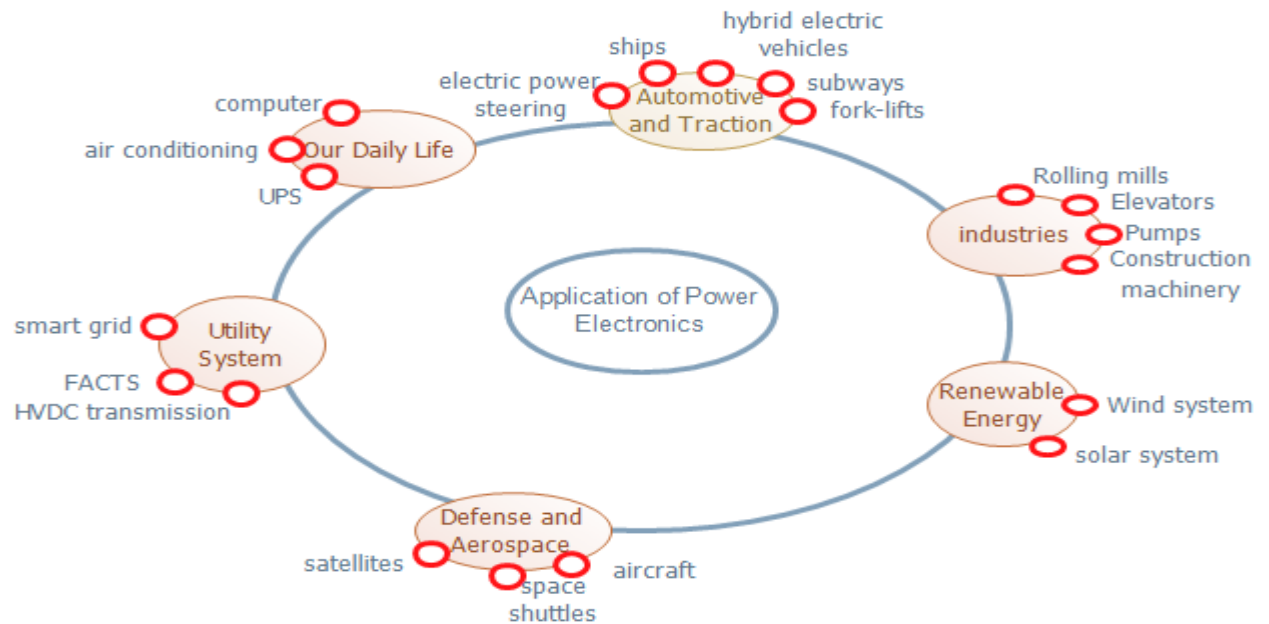 hybrid electric
vehicles
ships
subways
fork-lifts
electric power
steering
Automotive
and Traction
computer
air conditioning
UPS
Our Daily Life
Rolling mills
Elevators
Pumps
Construction
machinery
industries
Application of Power
Electronics
smart grid
FACTS
HVDC transmission
Utility
System
Renewable
Energy
Wind system
solar system
Defense and
Aerospace
satellites
space
shuttles
aircraft